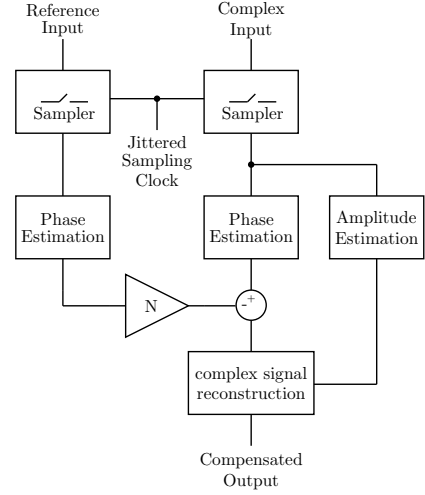 Reference
Input
Complex
Input
Sampler
Sampler
Jittered
Sampling
Clock
Phase
Estimation
Phase
Estimation
Amplitude
Estimation
N
- +
complex signal
reconstruction
Compensated
Output